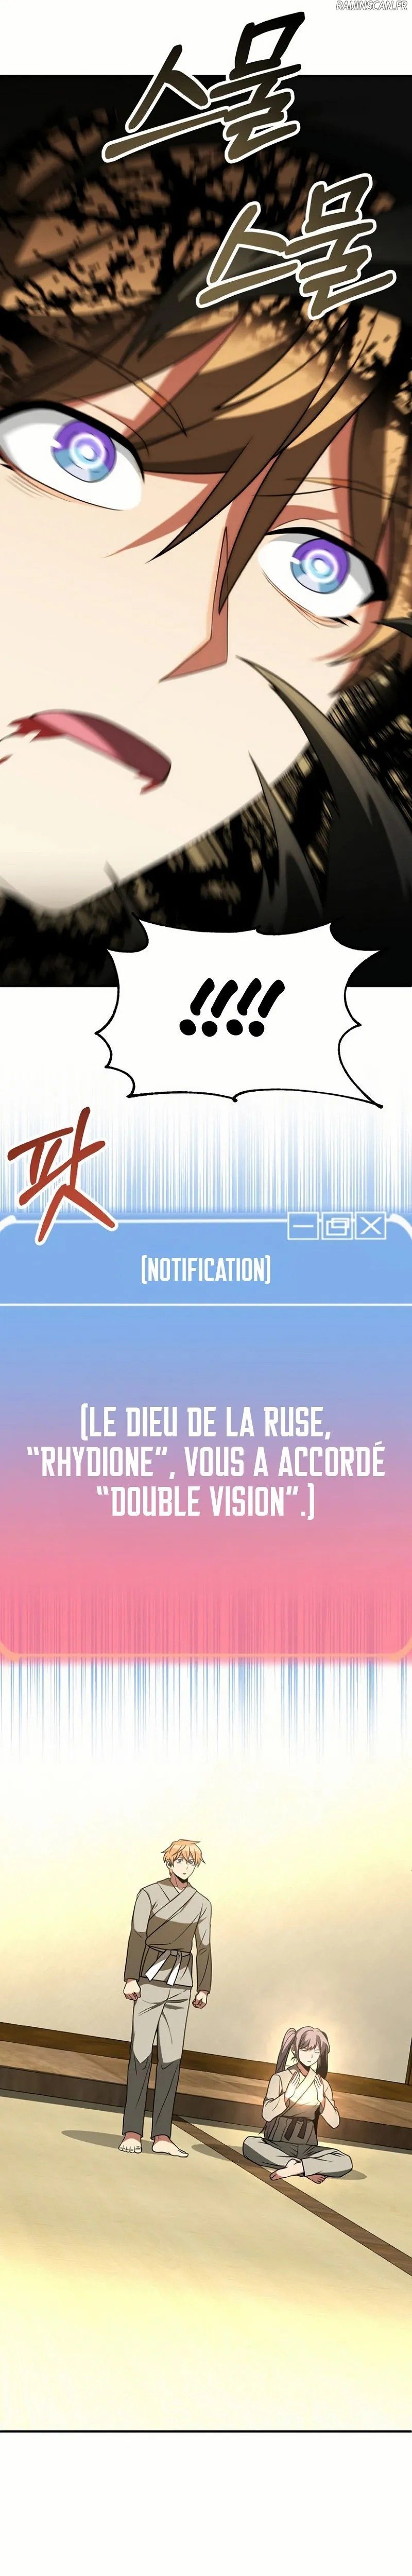 RAIJINSCAN.FR
스물
스물
!!!!
팟
[NOTIFICATION]
[LE DIEU DE LA RUSE,
“RHYDIONE”, VOUS A ACCORDÉ
“DOUBLE VISION”.]